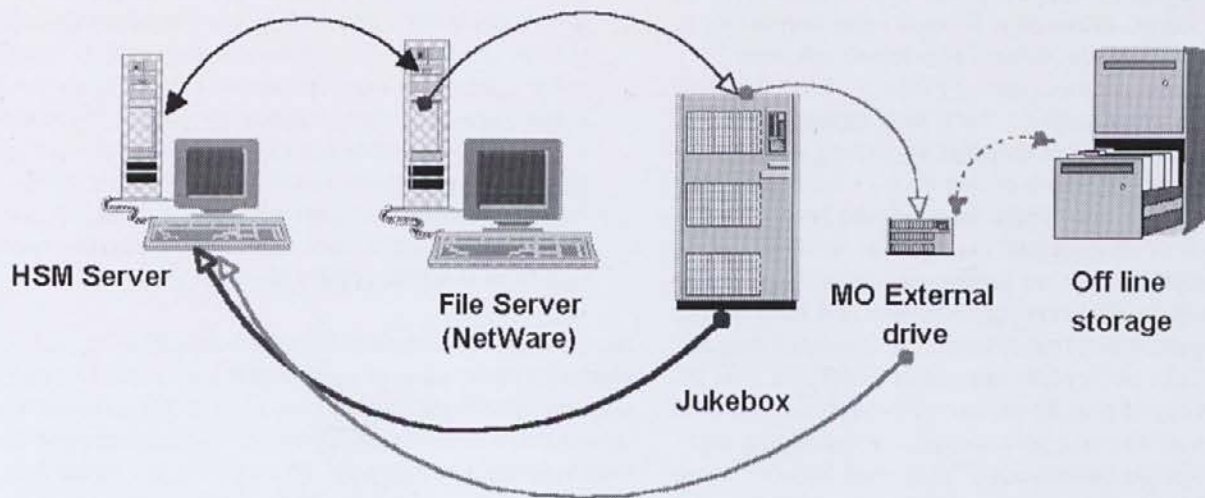 HSM Server
File Server
(NetWare)
Jukebox
MO External
drive
Off line
storage